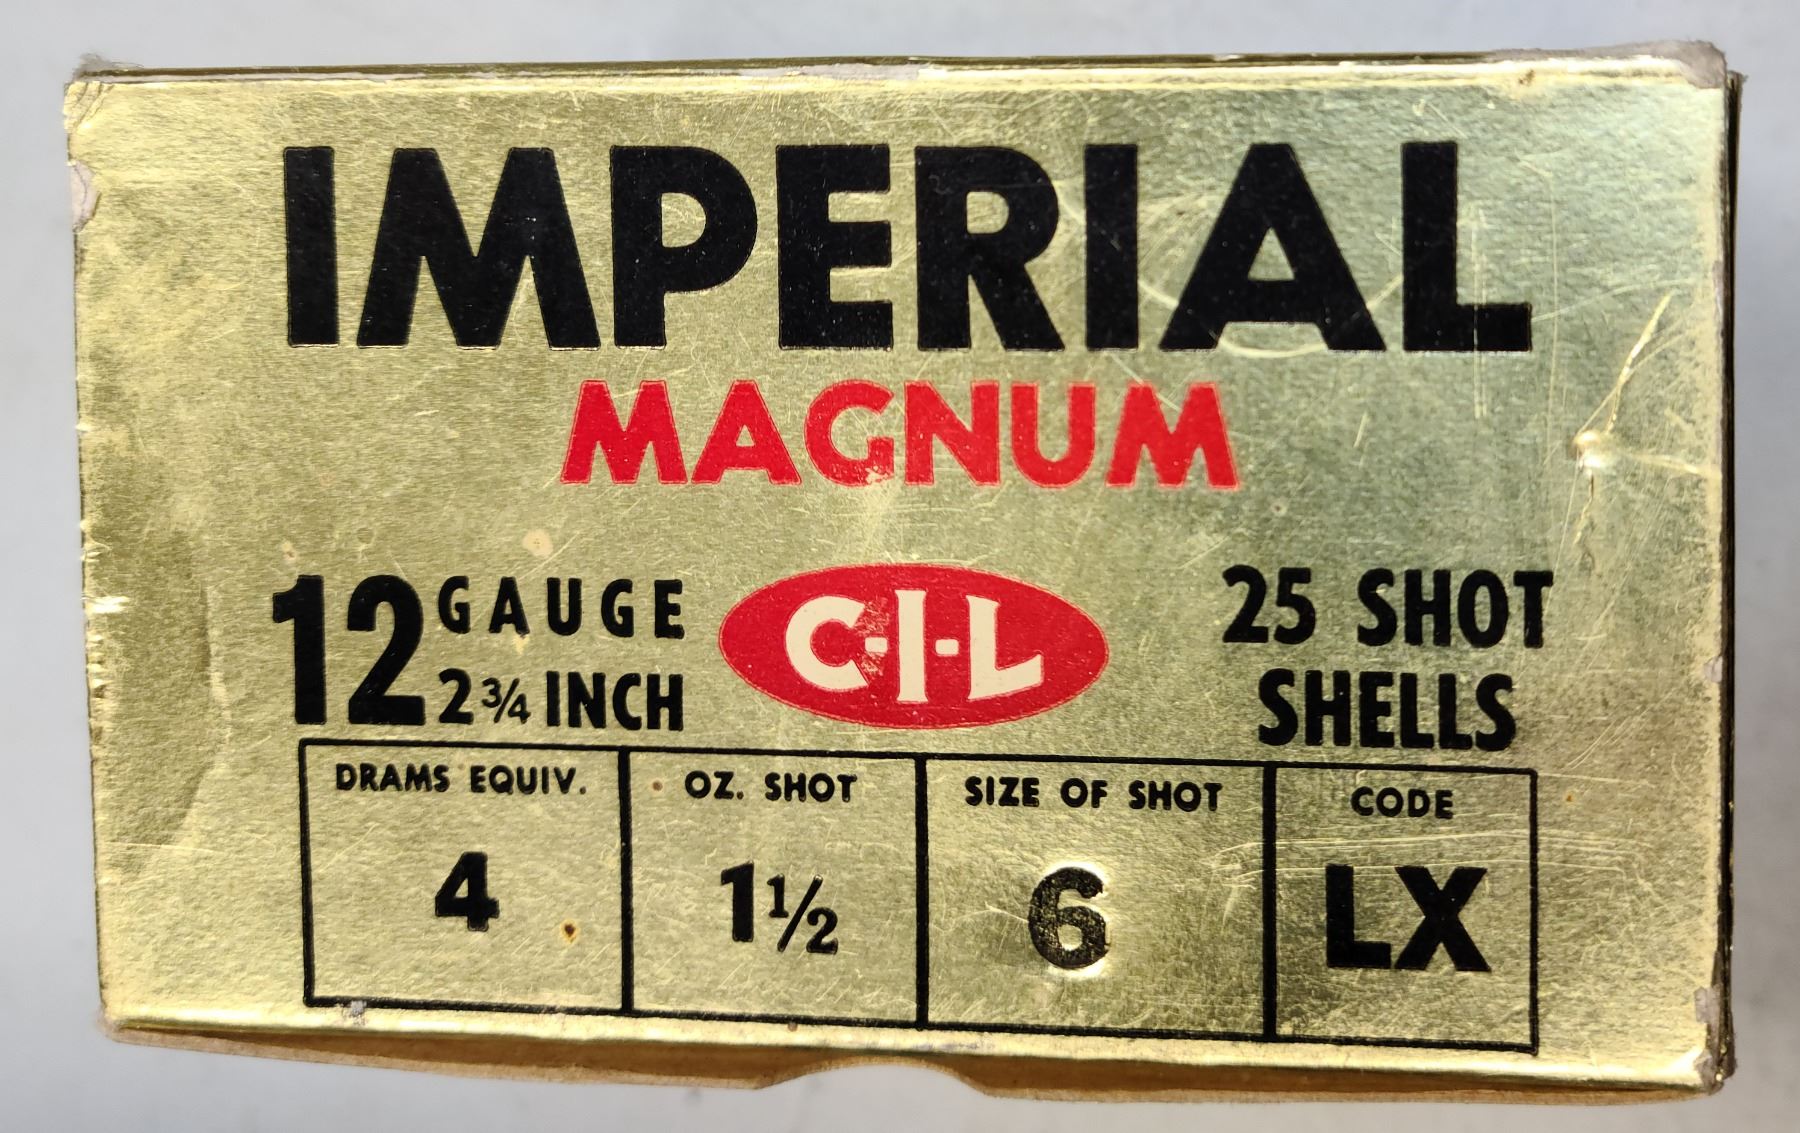 IMPERIAL
MAGNUM
12 GAUGE
2 3/4 INCH
C-I-L
25 SHOT
SHELLS
DRAMS EQUIV. OZ. SHOT SIZE OF SHOT CODE
4 1 1/2 6 LX